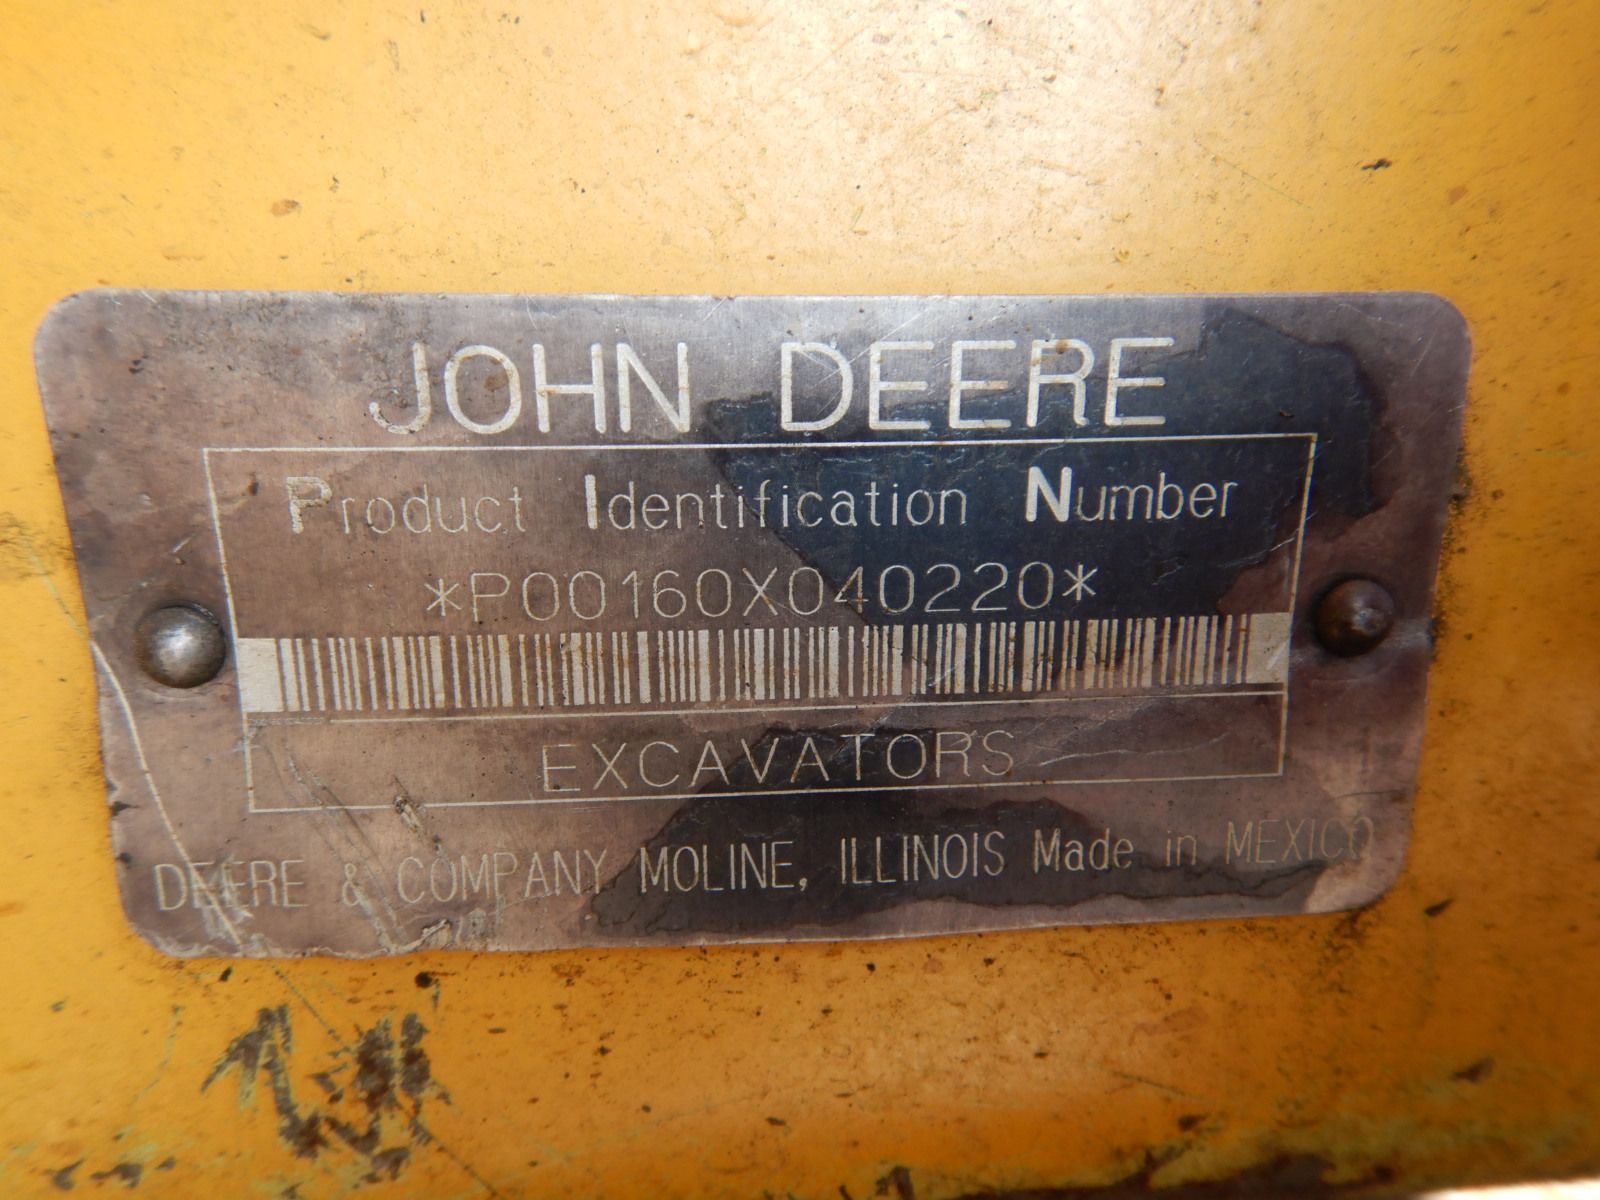 JOHN DEERE
Product Identification Number
*P00160X040220*
EXCAVATORS
DEERE & COMPANY MOLINE, ILLINOIS Made in MEXICO